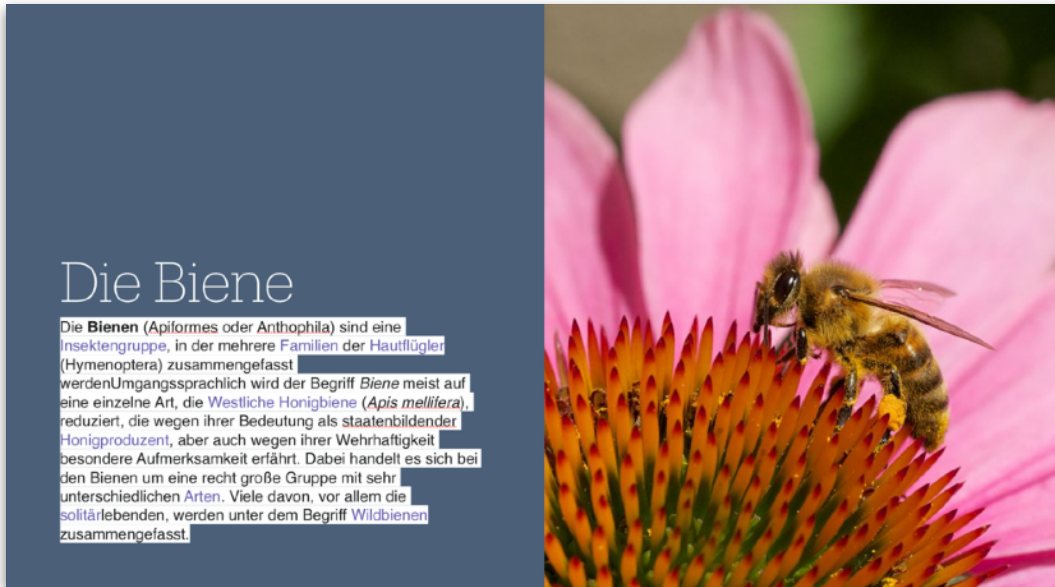 Die Biene
Die Bienen (Apiformes oder Anthophila) sind eine
Insektengruppe, in der mehrere Familien der Hautflügler
(Hymenoptera) zusammengefasst
werdenUmgangssprachlich wird der Begriff Biene meist auf
eine einzelne Art, die Westliche Honigbiene (Apis mellifera),
reduziert, die wegen ihrer Bedeutung als staatenbildender
Honigproduzent, aber auch wegen ihrer Wehrhaftigkeit
besondere Aufmerksamkeit erfährt. Dabei handelt es sich bei
den Bienen um eine recht große Gruppe mit sehr
unterschiedlichen Arten. Viele davon, vor allem die
solitärlebenden, werden unter dem Begriff Wildbienen
zusammengefasst.